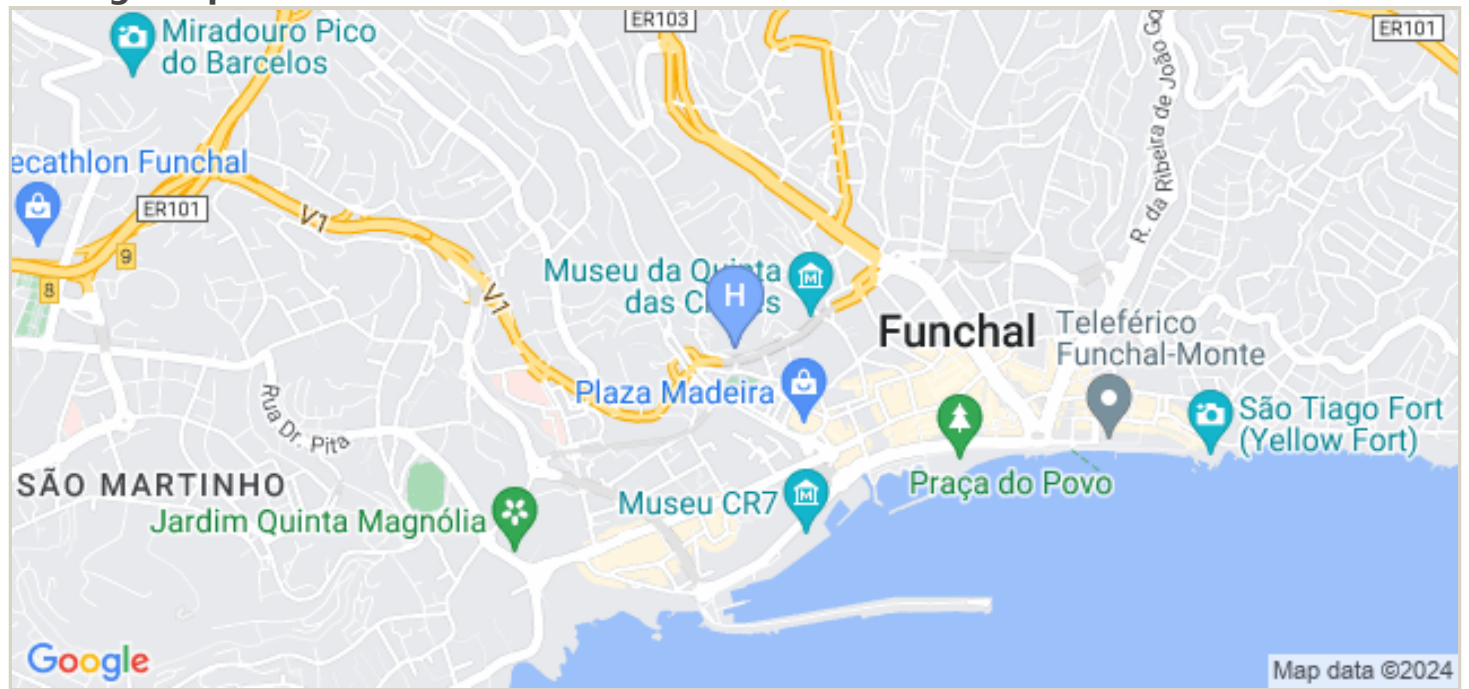 ER103
ER101
Miradouro Pico
do Barcelos
R. da Ribeira de João Go
ecathlon Funchal
ER101
V1
9
8
V1
Museu da Quinta
das C s
H
Funchal
Teleférico
Funchal-Monte
Plaza Madeira
São Tiago Fort
(Yellow Fort)
Rua Dr. Pita
SÃO MARTINHO
Praça do Povo
Museu CR7
Jardim Quinta Magnólia
Google
Map data ©2024